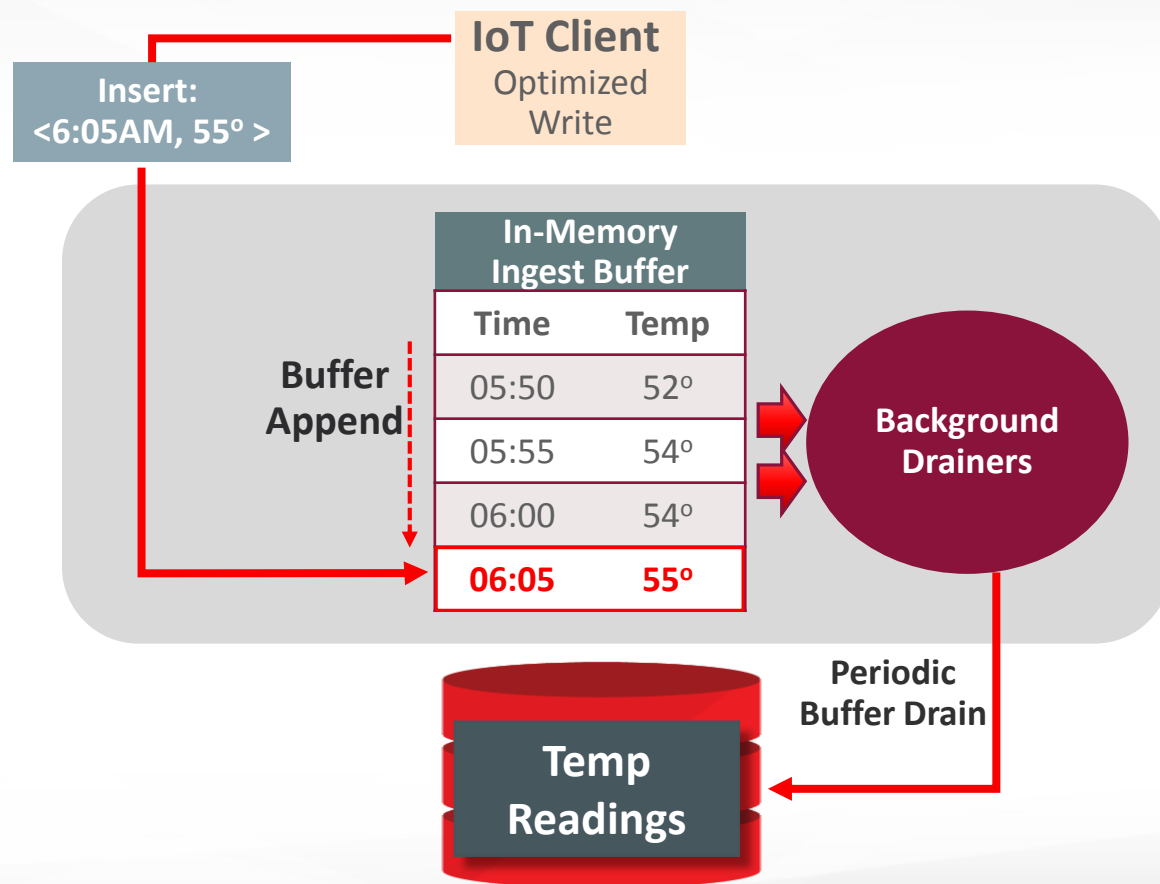 IoT Client
Optimized
Write
Insert:
<6:05AM, 55º >
In-Memory
Ingest Buffer
Time Temp
05:50 52º
05:55 54º
06:00 54º
06:05 55º
Buffer
Append
Background
Drainers
Periodic
Buffer Drain
Temp
Readings